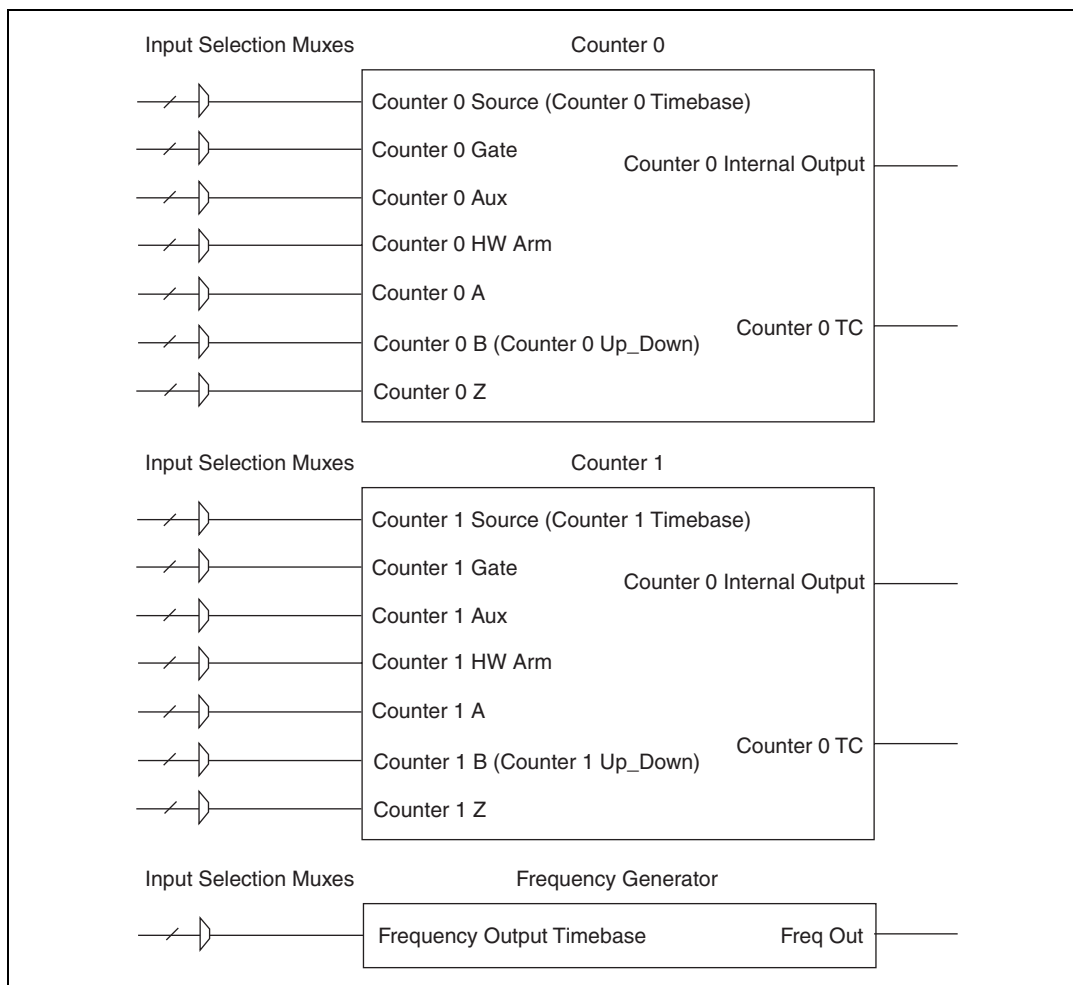 Input Selection Muxes
Counter 0
Counter 0 Source (Counter 0 Timebase)
Counter 0 Gate
Counter 0 Internal Output
Counter 0 Aux
Counter 0 HW Arm
Counter 0 A
Counter 0 TC
Counter 0 B (Counter 0 Up_Down)
Counter 0 Z
Input Selection Muxes
Counter 1
Counter 1 Source (Counter 1 Timebase)
Counter 1 Gate
Counter 0 Internal Output
Counter 1 Aux
Counter 1 HW Arm
Counter 1 A
Counter 0 TC
Counter 1 B (Counter 1 Up_Down)
Counter 1 Z
Input Selection Muxes
Frequency Generator
Frequency Output Timebase
Freq Out